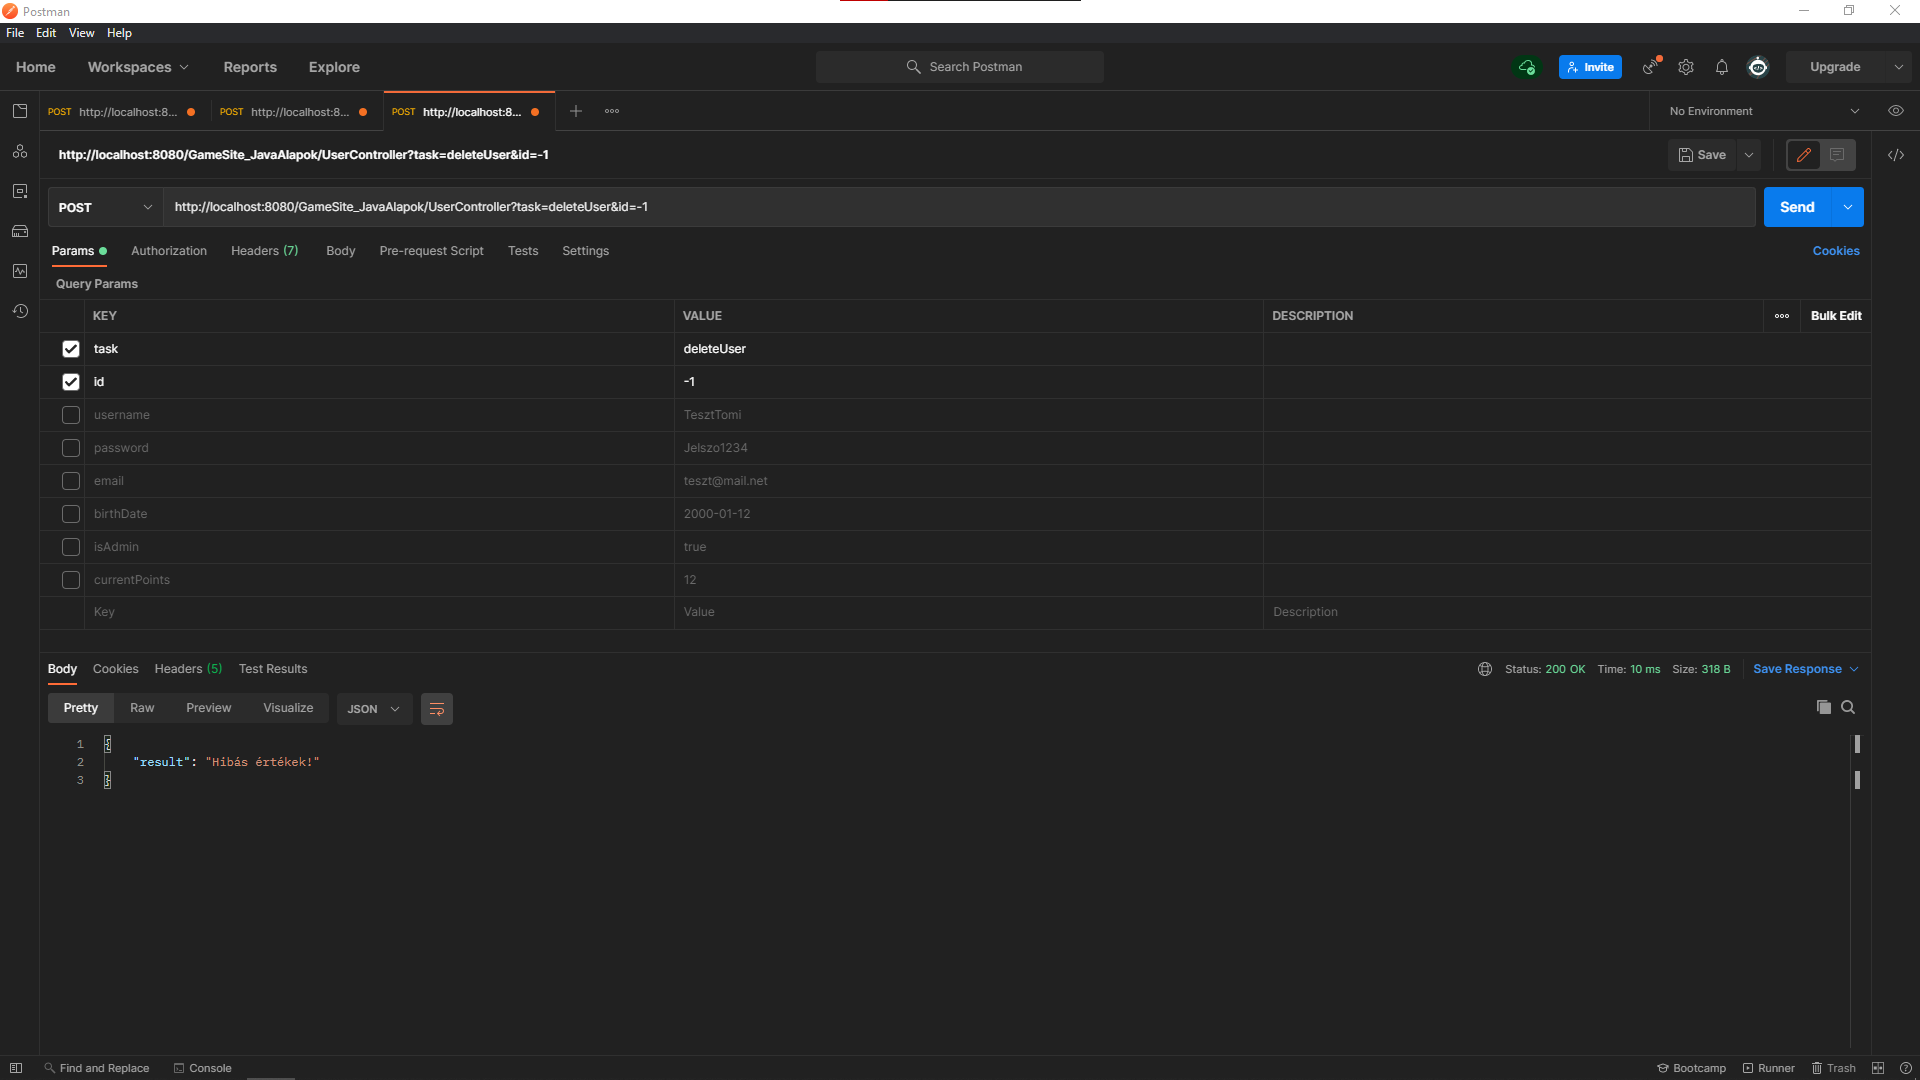 Postman
File Edit View Help
Home Workspaces Reports Explore Search Postman Invite Upgrade
POST http://localhost:8... POST http://localhost:8... POST http://localhost:8... No Environment
http://localhost:8080/GameSite_JavaAlapok/UserController?task=deleteUser&id=-1 Save
POST http://localhost:8080/GameSite_JavaAlapok/UserController?task=deleteUser&id=-1 Send
Params Authorization Headers (7) Body Pre-request Script Tests Settings Cookies
Query Params
KEY VALUE DESCRIPTION Bulk Edit
task deleteUser
id -1
username TesztTomi
password Jelszo1234
email teszt@mail.net
birthDate 2000-01-12
isAdmin true
currentPoints 12
Key Value Description
Body Cookies Headers (5) Test Results Status: 200 OK Time: 10 ms Size: 318 B Save Response
Pretty Raw Preview Visualize JSON
1 {
2 "result": "Hibás értékek!"
3 }
Find and Replace Console Bootcamp Runner Trash